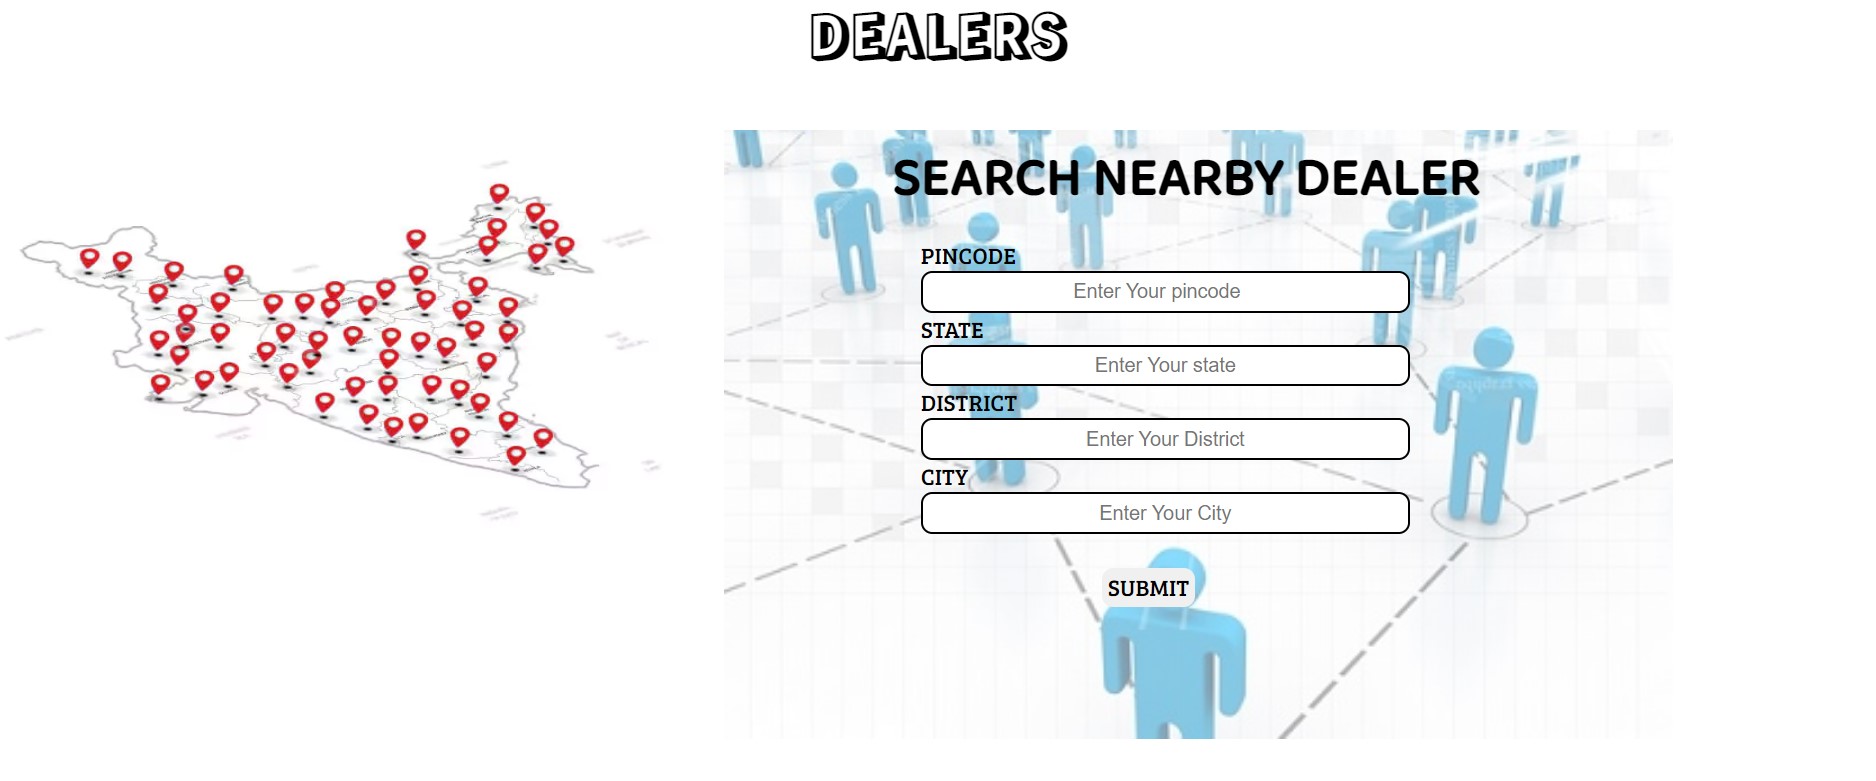 DEALERS
SEARCH NEARBY DEALER
PINCODE
Enter Your pincode
STATE
Enter Your state
DISTRICT
Enter Your District
CITY
Enter Your City
SUBMIT